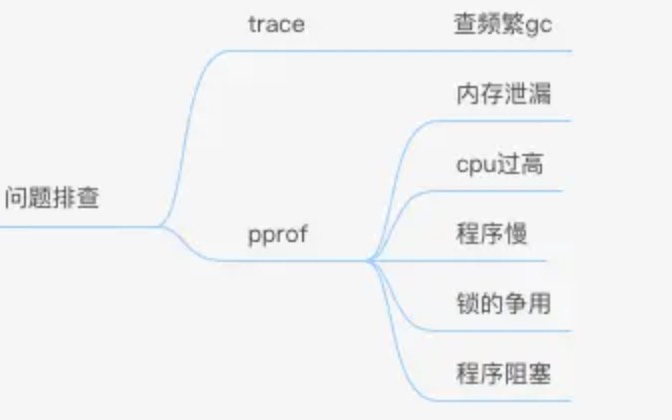 问题排查
trace
查频繁gc
pprof
内存泄漏
cpu过高
程序慢
锁的争用
程序阻塞